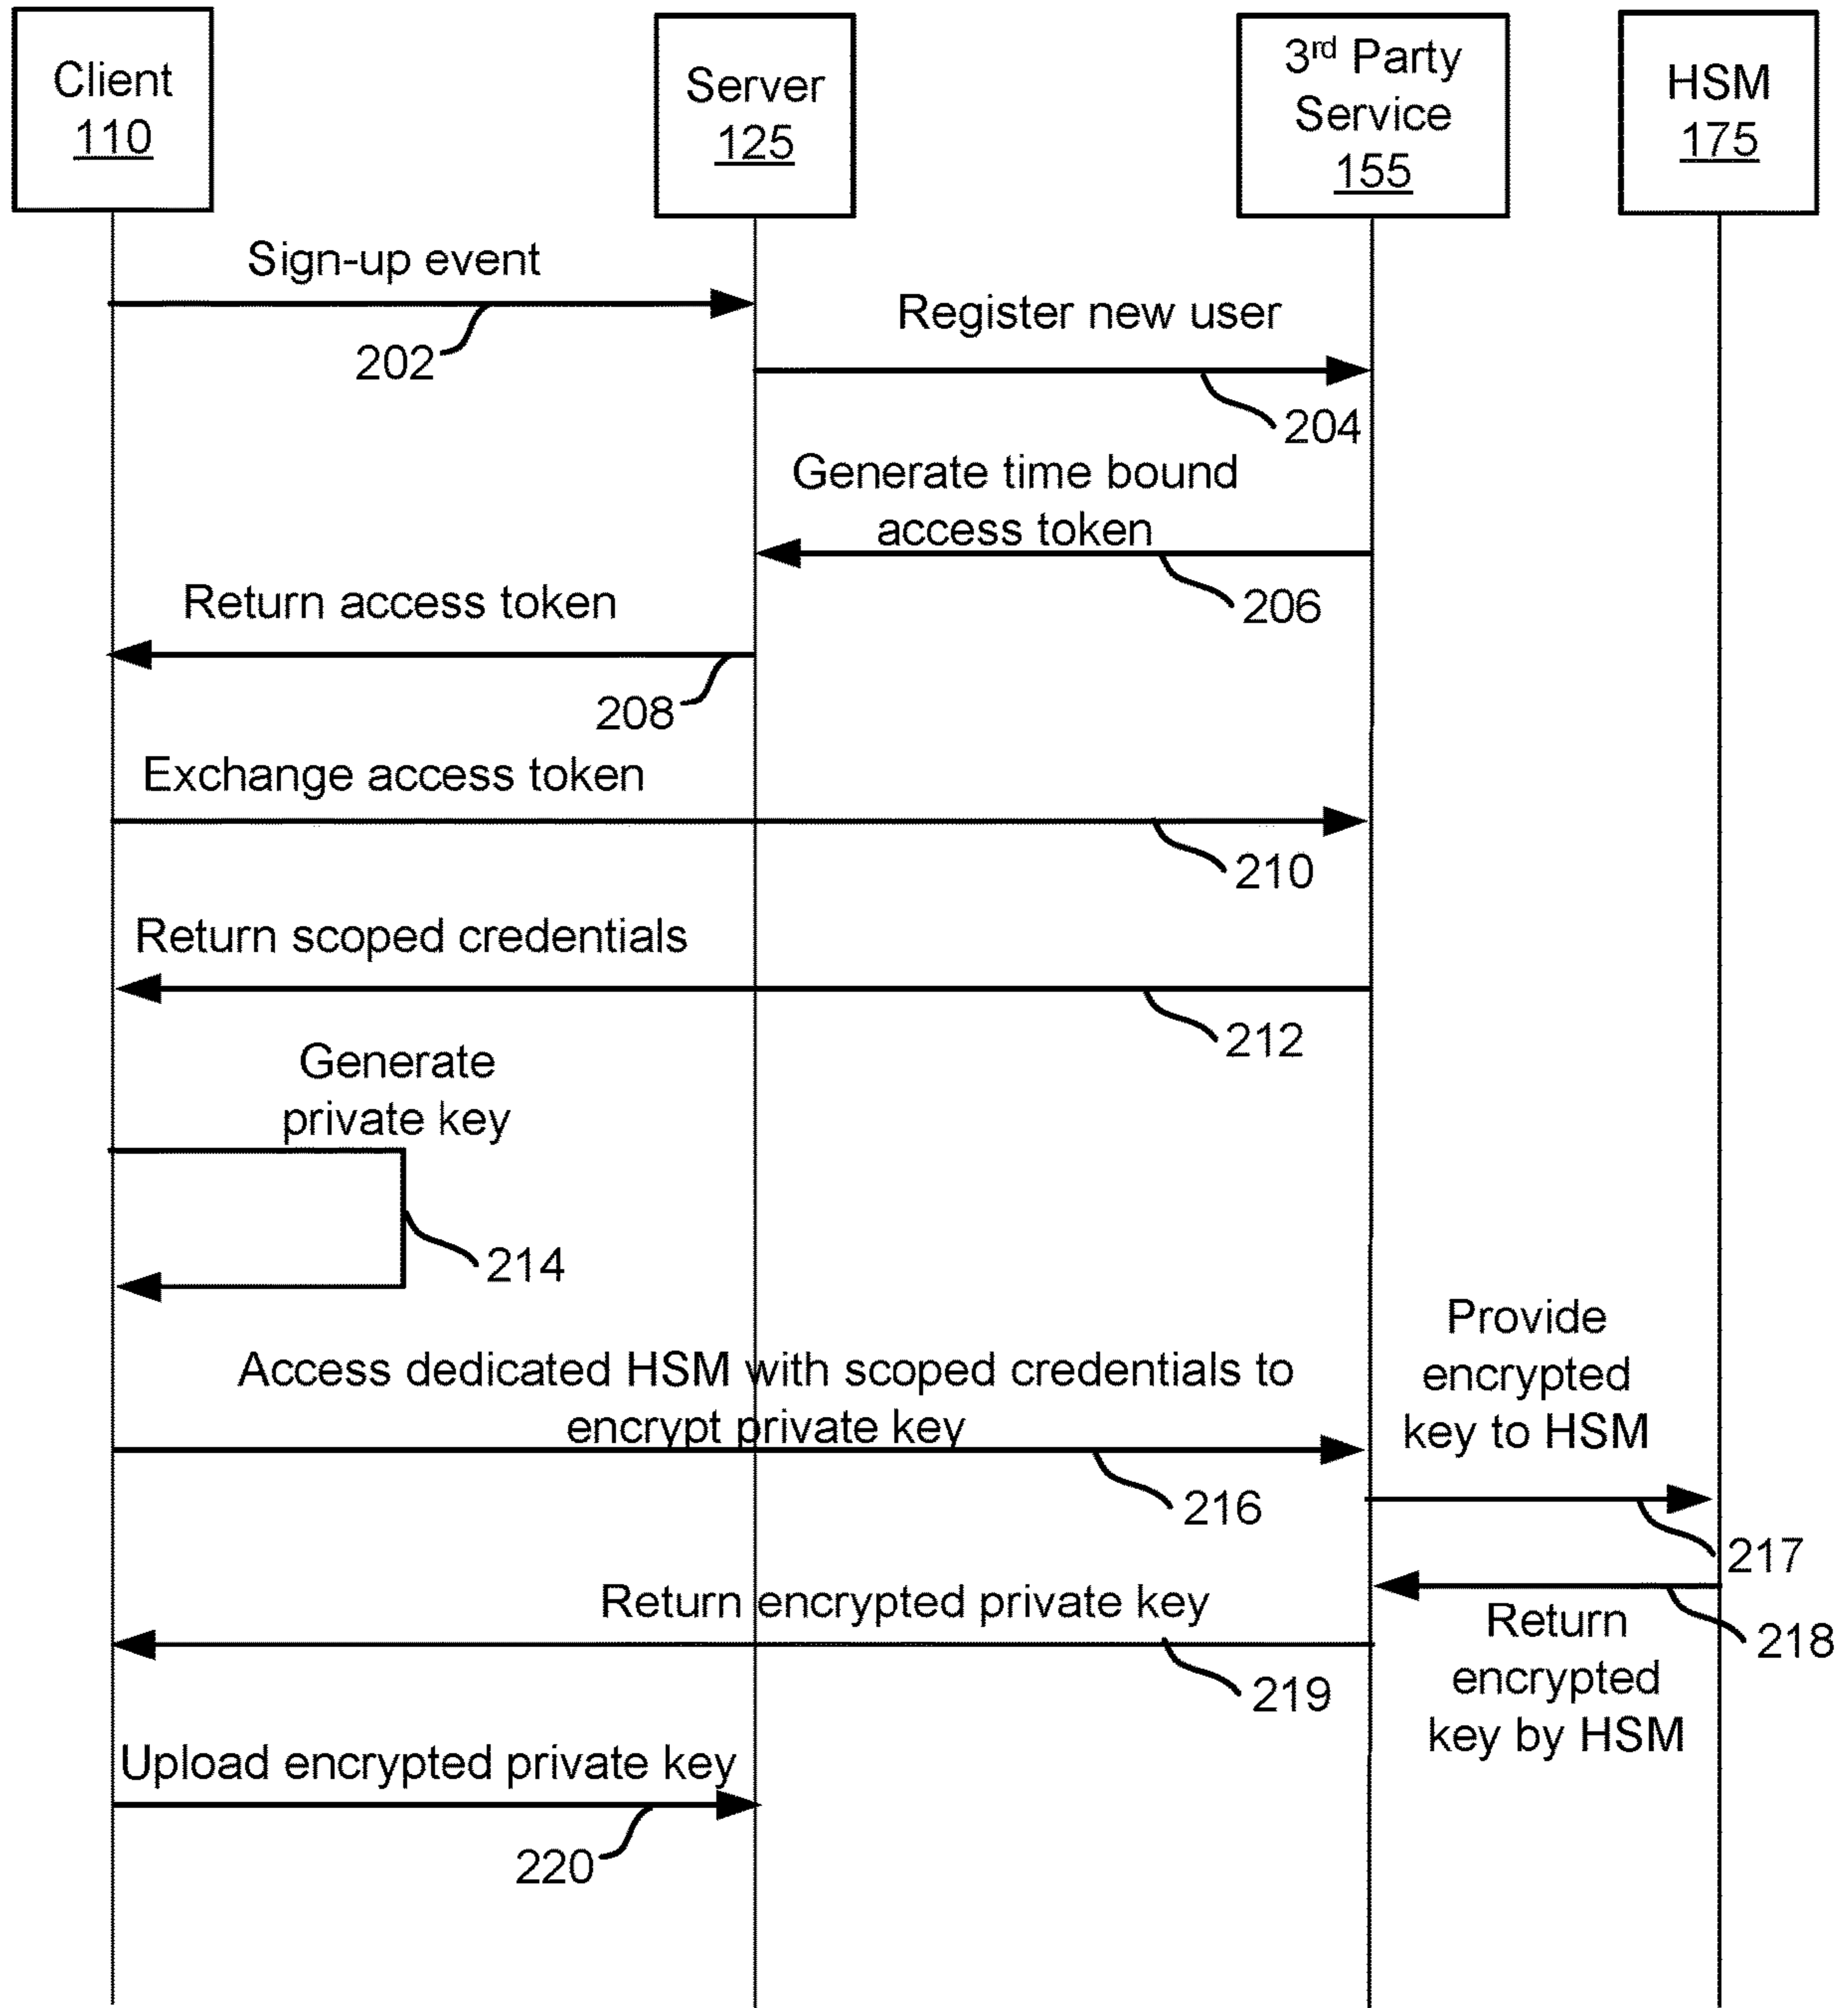 Client
110
Server
125
3rd Party
Service
155
HSM
175
Sign-up event
202
Register new user
204
Generate time bound
access token
206
Return access token
208
Exchange access token
210
Return scoped credentials
212
Generate
private key
214
Access dedicated HSM with scoped credentials to
encrypt private key
216
Provide
encrypted
key to HSM
217
Return encrypted private key
219
Return
encrypted
key by HSM
218
Upload encrypted private key
220